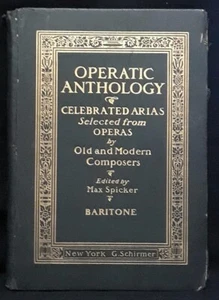 OPERATIC
ANTHOLOGY
CELEBRATED ARIAS
Selected from
OPERAS
by
Old and Modern
Composers
Edited by
Max Spicker
BARITONE
New York G. Schirmer